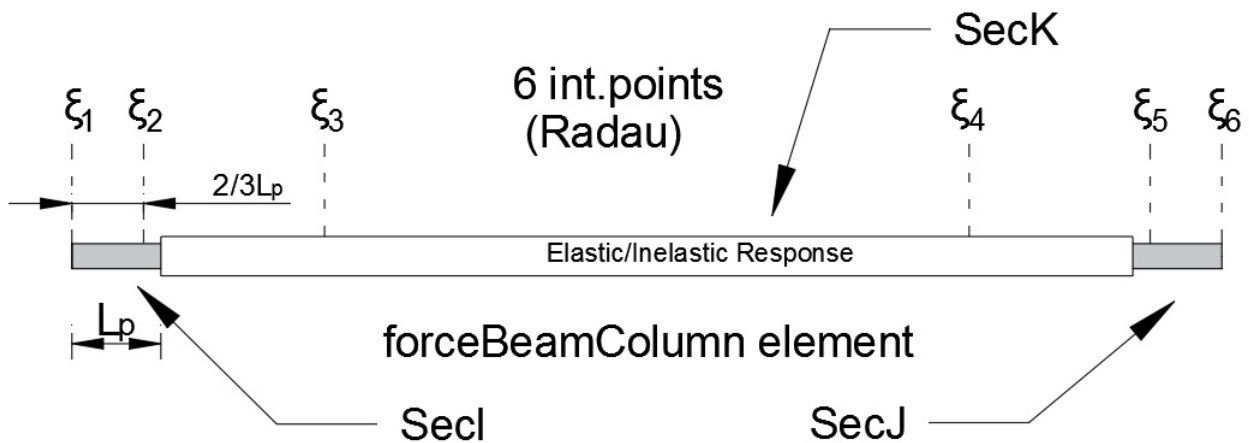 SecK
6 int.points
(Radau)
ξ1 ξ2 ξ3 ξ4 ξ5 ξ6
2/3Lp
Elastic/Inelastic Response
Lp
forceBeamColumn element
SecI SecJ